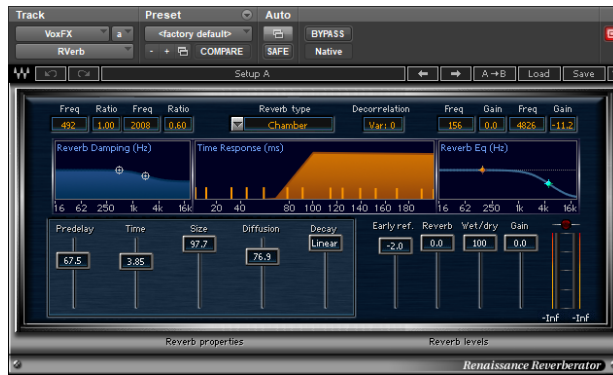 Track Preset Auto
VoxFX a <factory default> BYPASS
RVerb - + COMPARE SAFE Native
Setup A A→B Load Save
Freq Ratio Freq Ratio Reverb type Decorrelation Freq Gain Freq Gain
492 1.00 2008 0.60 Chamber Var: 0 156 0.0 4826 -11.2
Reverb Damping (Hz) Time Response (ms) Reverb Eq (Hz)
16 62 250 1k 4k 16k 20 40 80 100 120 140 160 180 16 62 250 1k 4k 16k
Predelay Time Size Diffusion Decay Early ref. Reverb Wet/dry Gain
67.5 3.85 97.7 76.9 Linear -2.0 0.0 100 0.0
-Inf -Inf
Reverb properties Reverb levels
Renaissance Reverberator